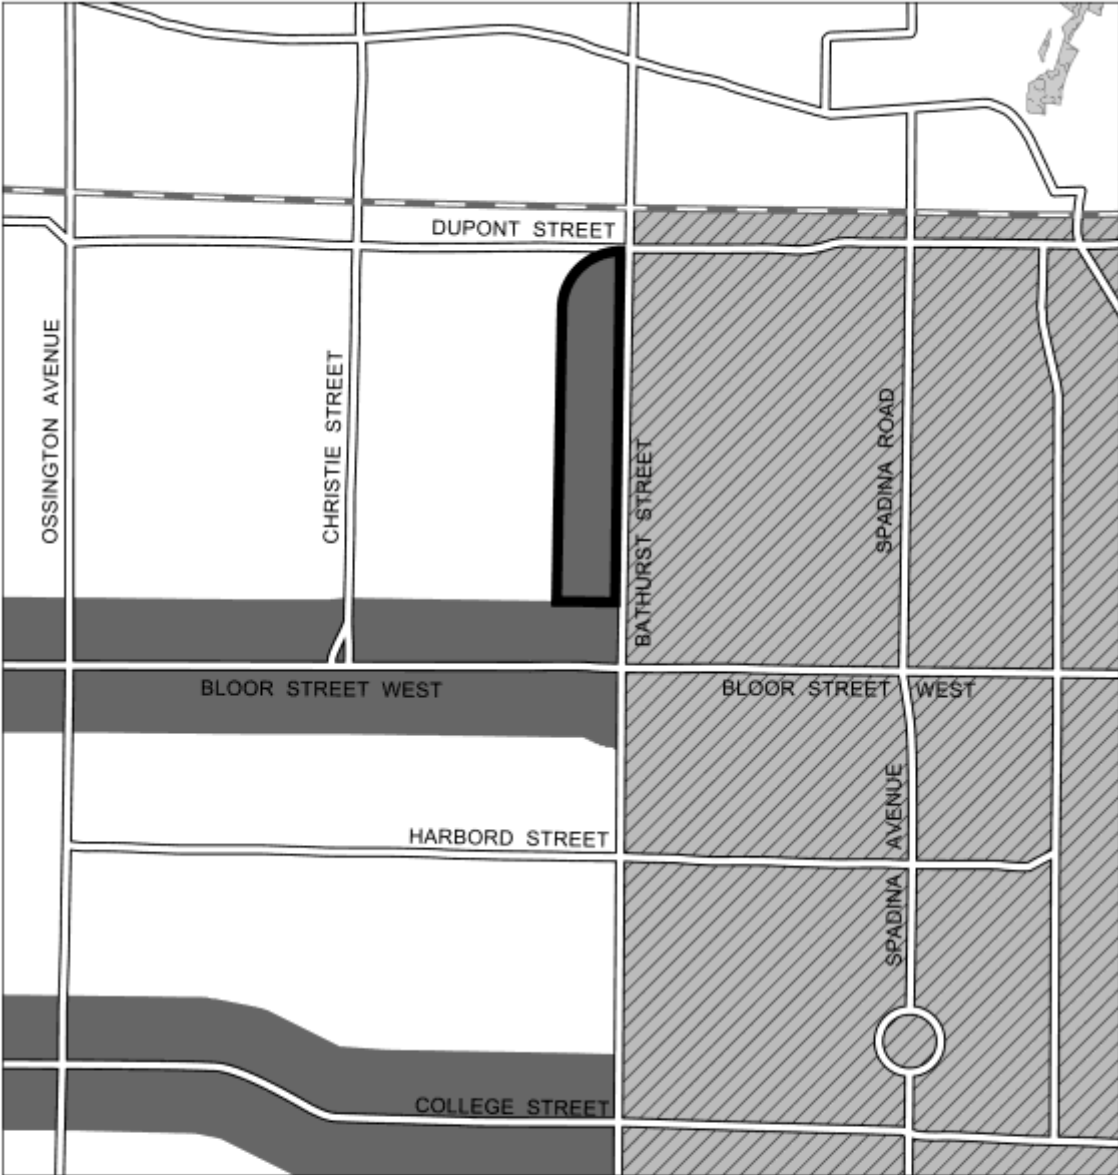 DUPONT STREET
OSSINGTON AVENUE
CHRISTIE STREET
BATHURST STREET
SPADINA ROAD
BLOOR STREET WEST
BLOOR STREET WEST
HARBORD STREET
SPADINA AVENUE
COLLEGE STREET